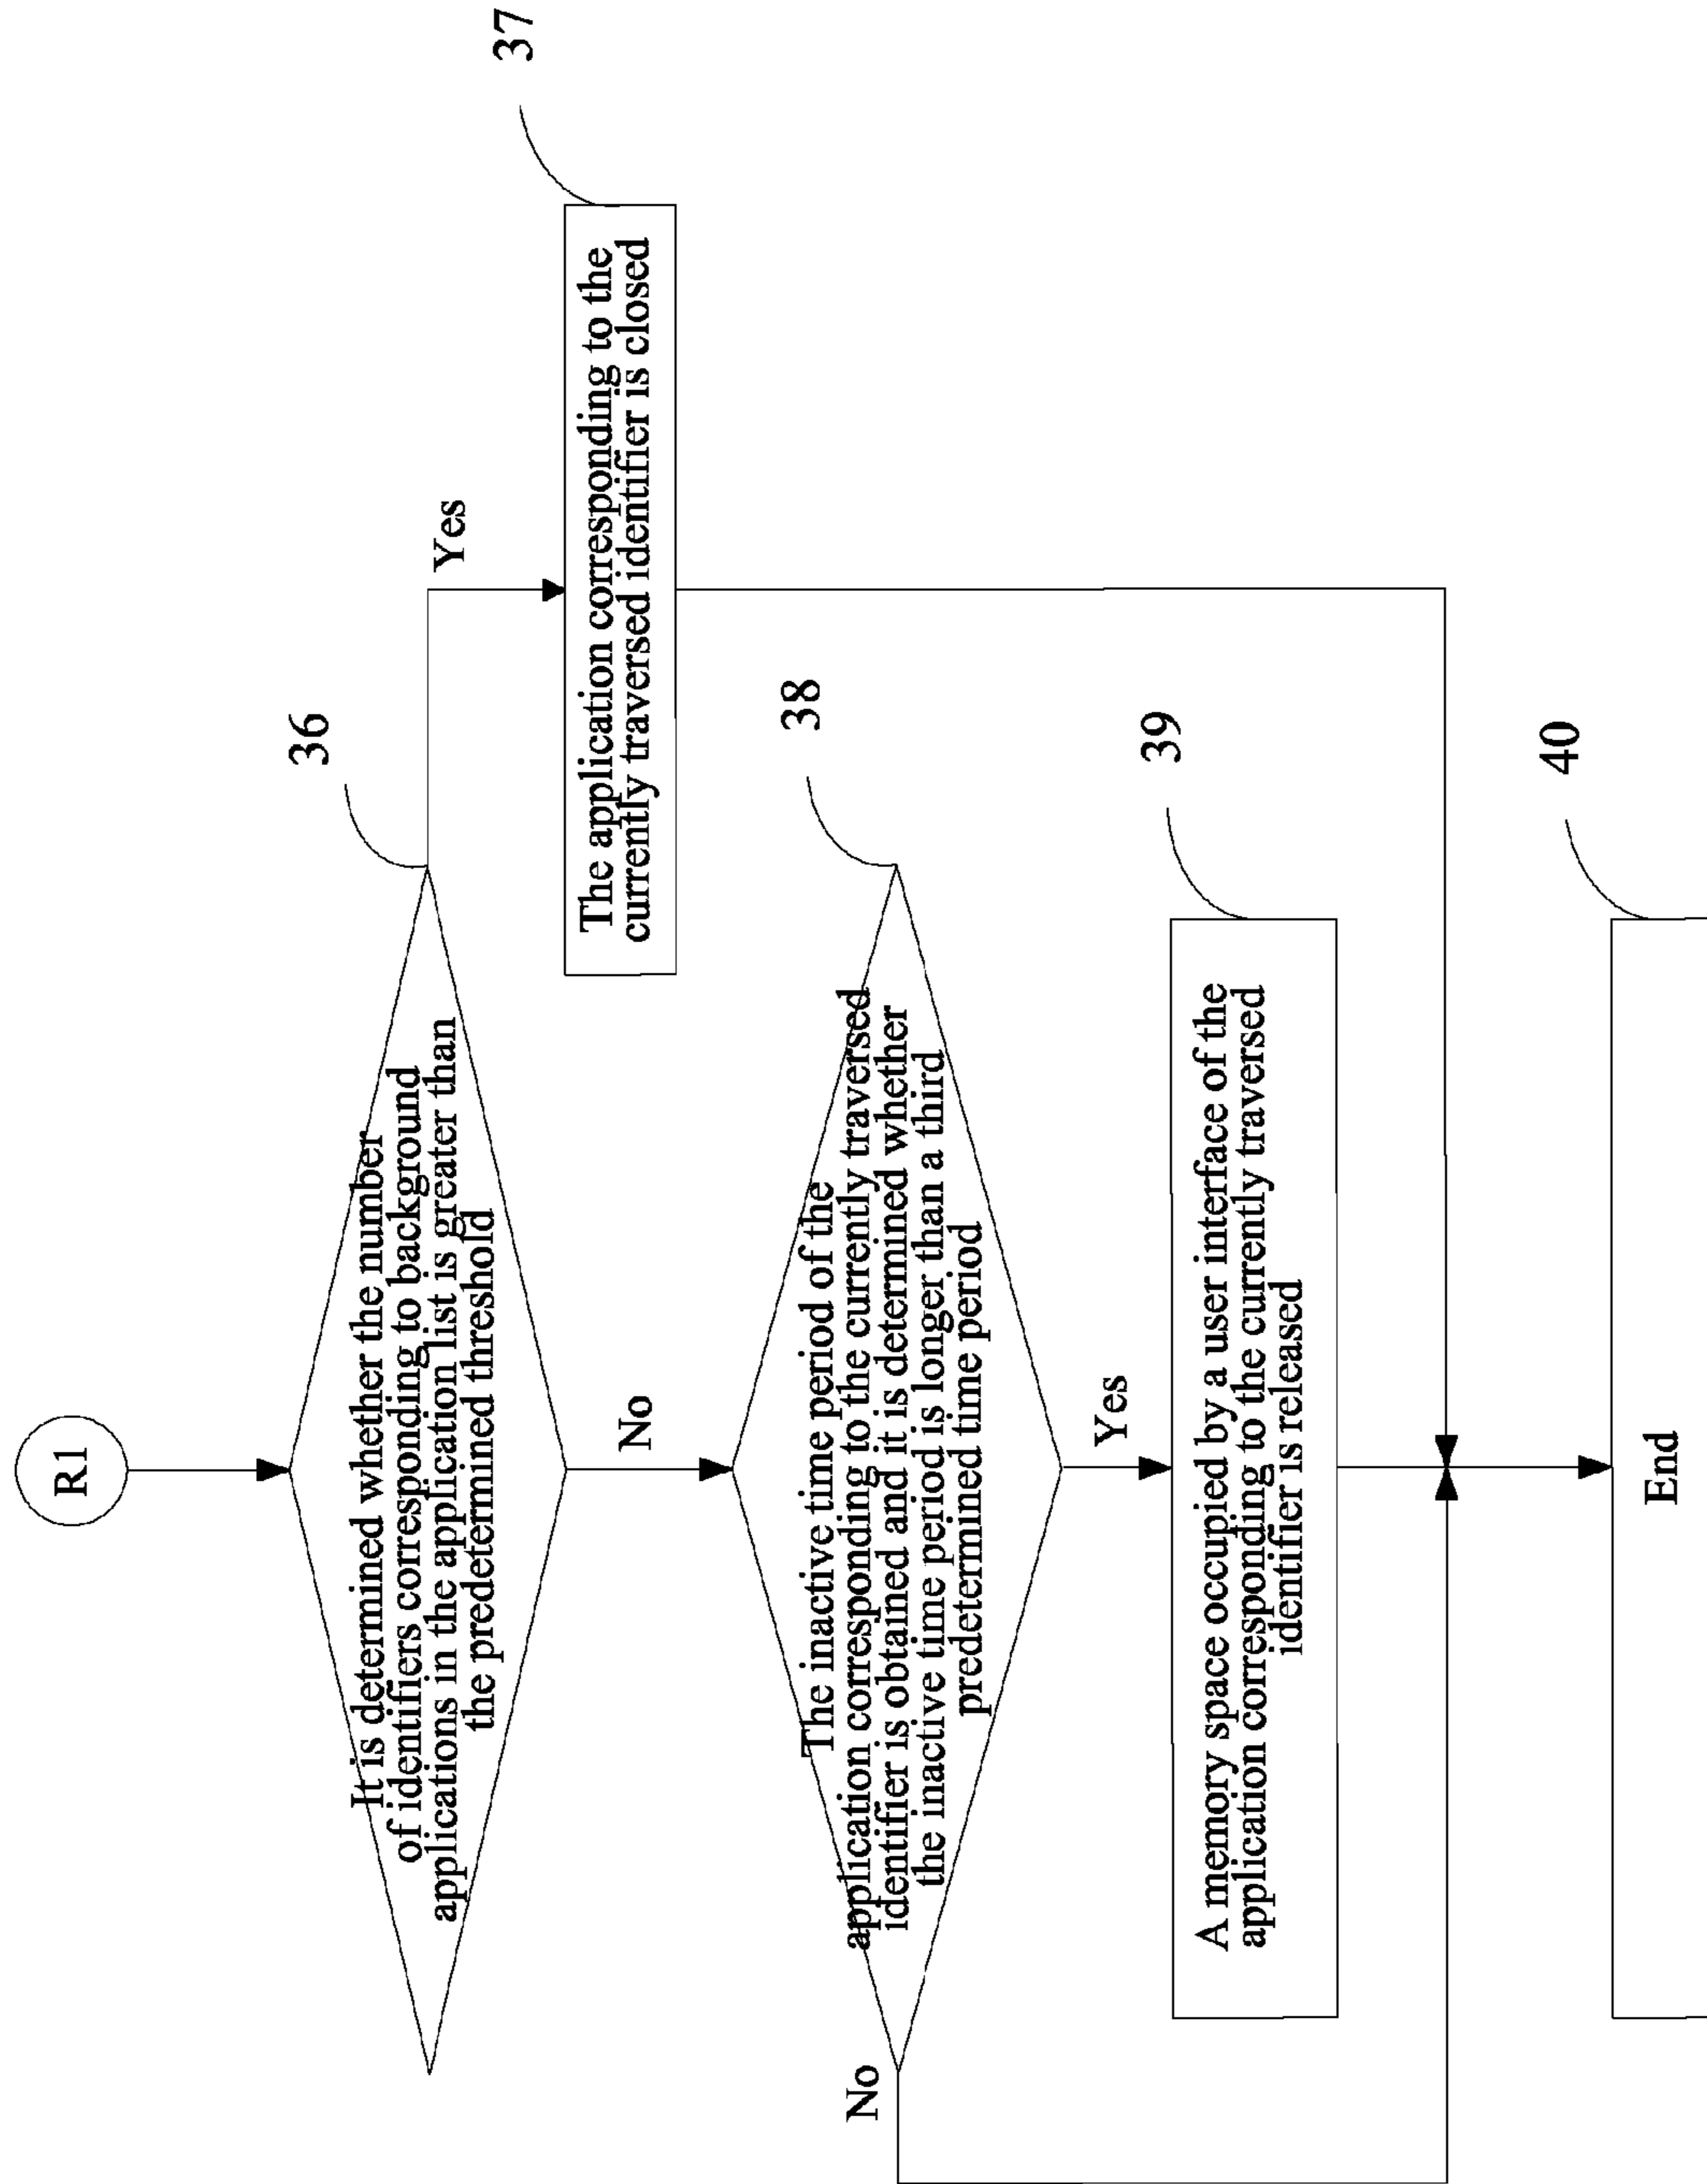 R1
36
It is determined whether the number
of identifiers corresponding to background
applications in the application list is greater than
the predetermined threshold
Yes
37
The application corresponding to the
currently traversed identifier is closed
No
38
The inactive time period of the
application corresponding to the currently traversed
identifier is obtained and it is determined whether
the inactive time period is longer than a third
predetermined time period
No
Yes
39
A memory space occupied by a user interface of the
application corresponding to the currently traversed
identifier is released
40
End